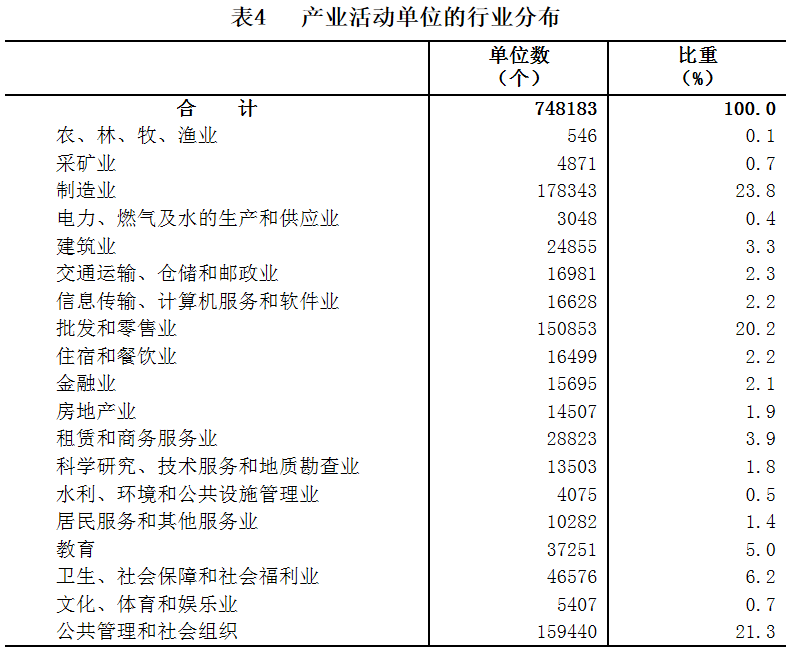 表4 产业活动单位的行业分布
单位数 比重
(个) (%)
合 计 748183 100.0
农、林、牧、渔业 546 0.1
采矿业 4871 0.7
制造业 178343 23.8
电力、燃气及水的生产和供应业 3048 0.4
建筑业 24855 3.3
交通运输、仓储和邮政业 16981 2.3
信息传输、计算机服务和软件业 16628 2.2
批发和零售业 150853 20.2
住宿和餐饮业 16499 2.2
金融业 15695 2.1
房地产业 14507 1.9
租赁和商务服务业 28823 3.9
科学研究、技术服务和地质勘查业 13503 1.8
水利、环境和公共设施管理业 4075 0.5
居民服务和其他服务业 10282 1.4
教育 37251 5.0
卫生、社会保障和社会福利业 46576 6.2
文化、体育和娱乐业 5407 0.7
公共管理和社会组织 159440 21.3